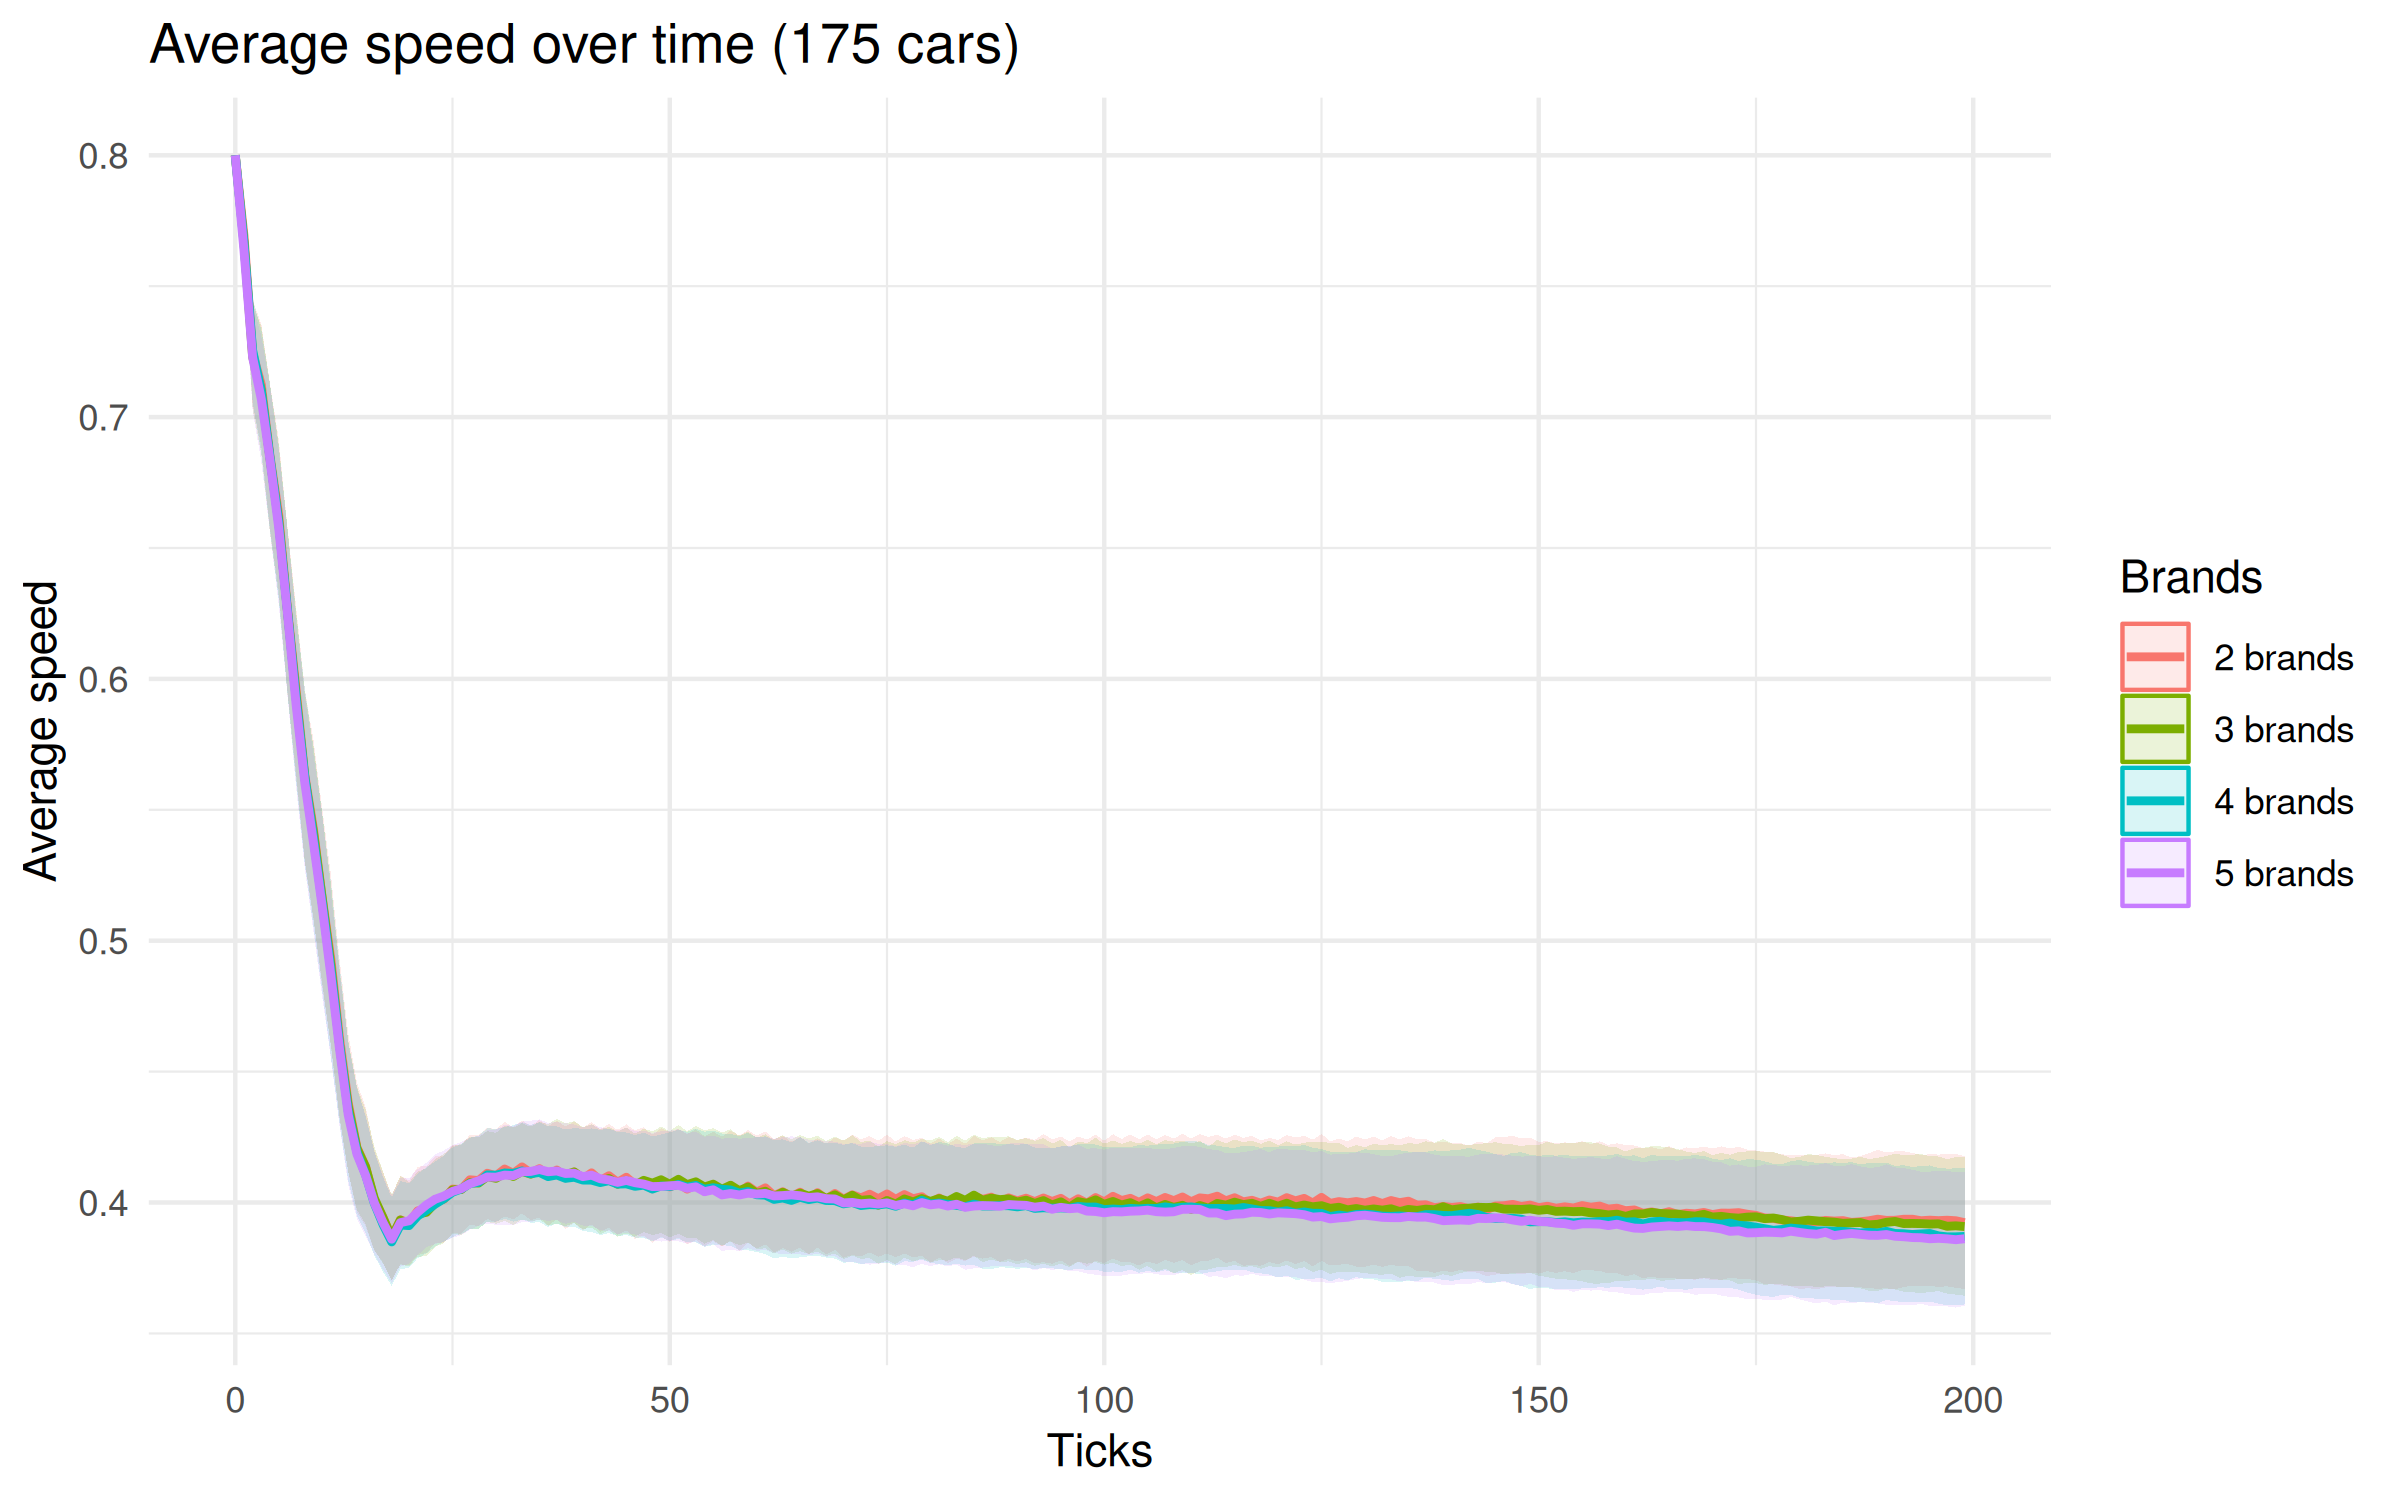 Average speed over time (175 cars)
0.8
0.7
0.6
0.5
0.4
Average speed
0 50 100 150 200
Ticks
Brands
2 brands
3 brands
4 brands
5 brands